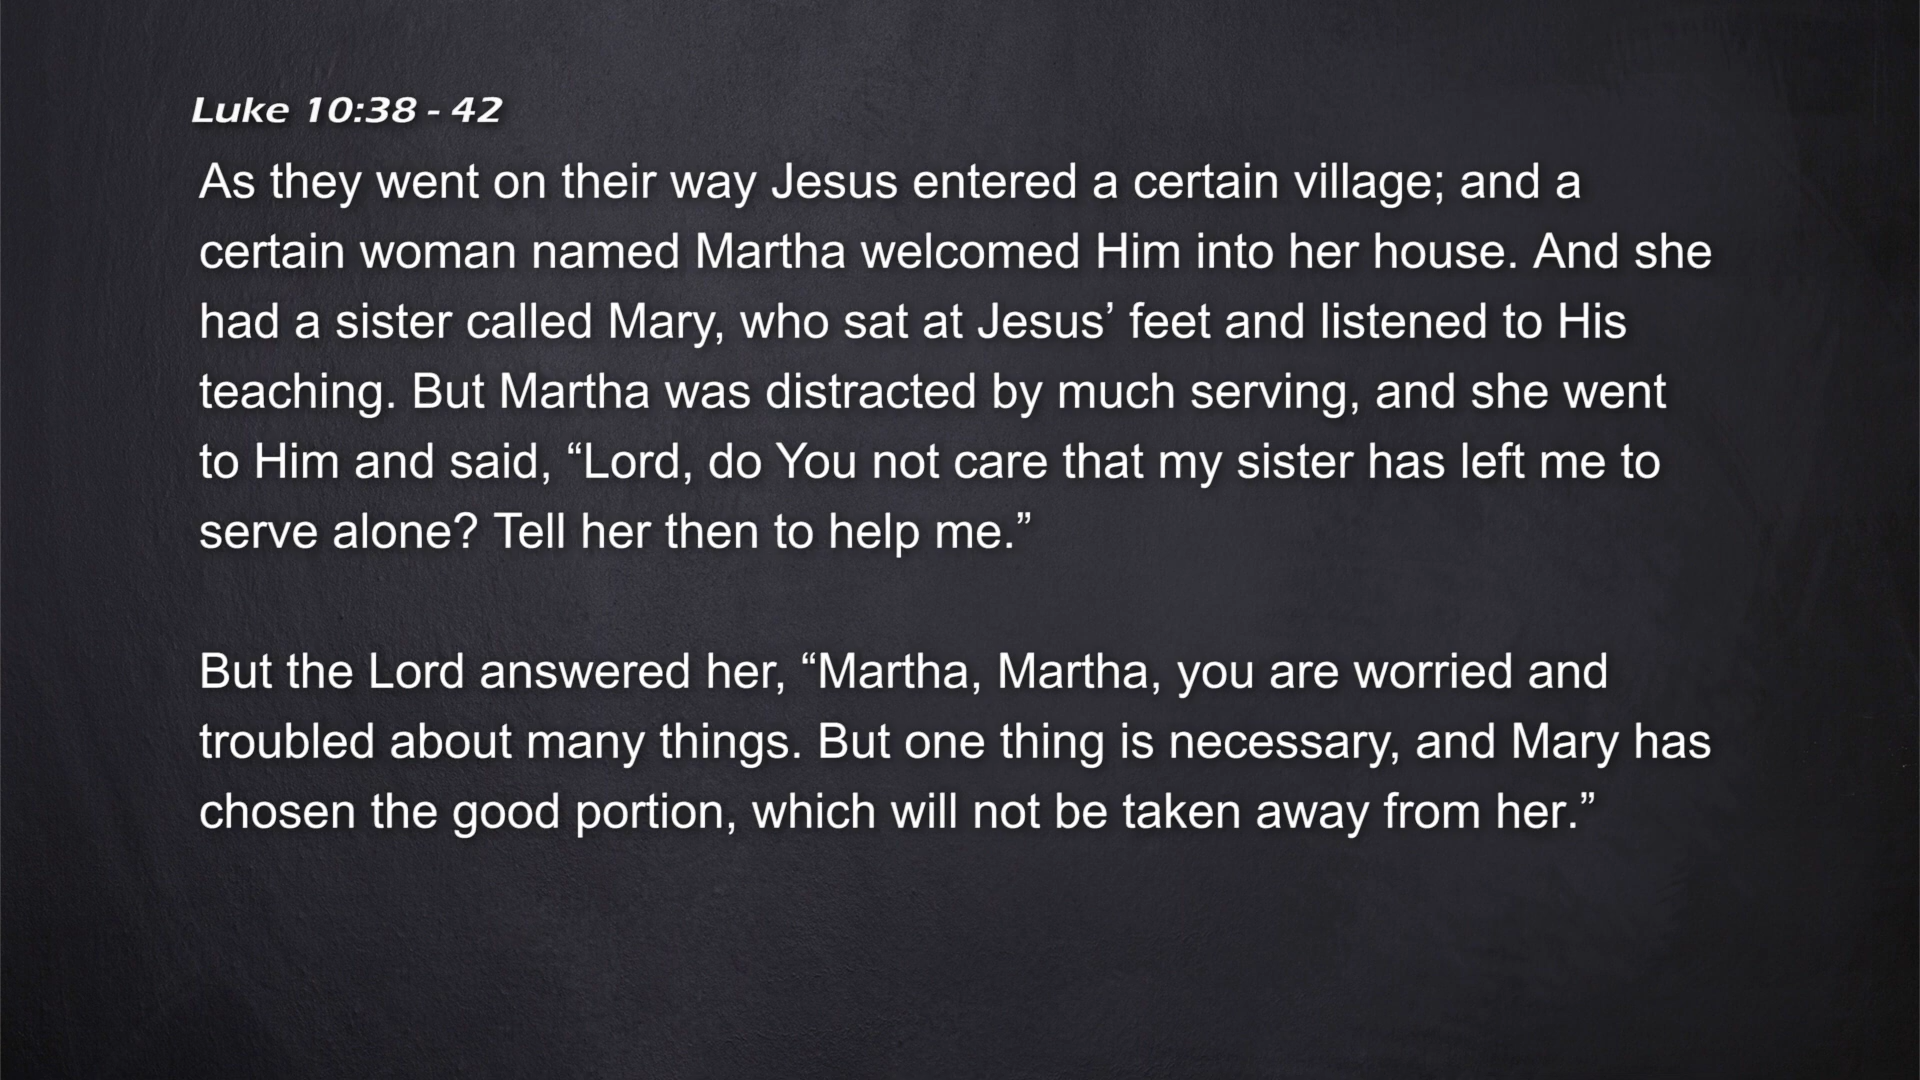 Luke 10:38 - 42
As they went on their way Jesus entered a certain village; and a
certain woman named Martha welcomed Him into her house. And she
had a sister called Mary, who sat at Jesus’ feet and listened to His
teaching. But Martha was distracted by much serving, and she went
to Him and said, “Lord, do You not care that my sister has left me to
serve alone? Tell her then to help me.”
But the Lord answered her, “Martha, Martha, you are worried and
troubled about many things. But one thing is necessary, and Mary has
chosen the good portion, which will not be taken away from her.”